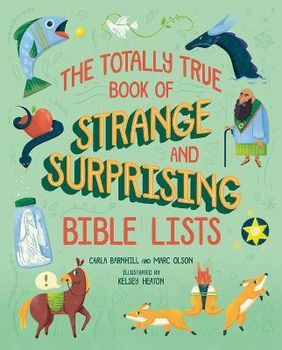 THE TOTALLY TRUE
BOOK OF
STRANGE
AND
SURPRISING
BIBLE LISTS
CARLA BARNHILL AND MARC OLSON
ILLUSTRATED BY
KELSEY HEATON
!